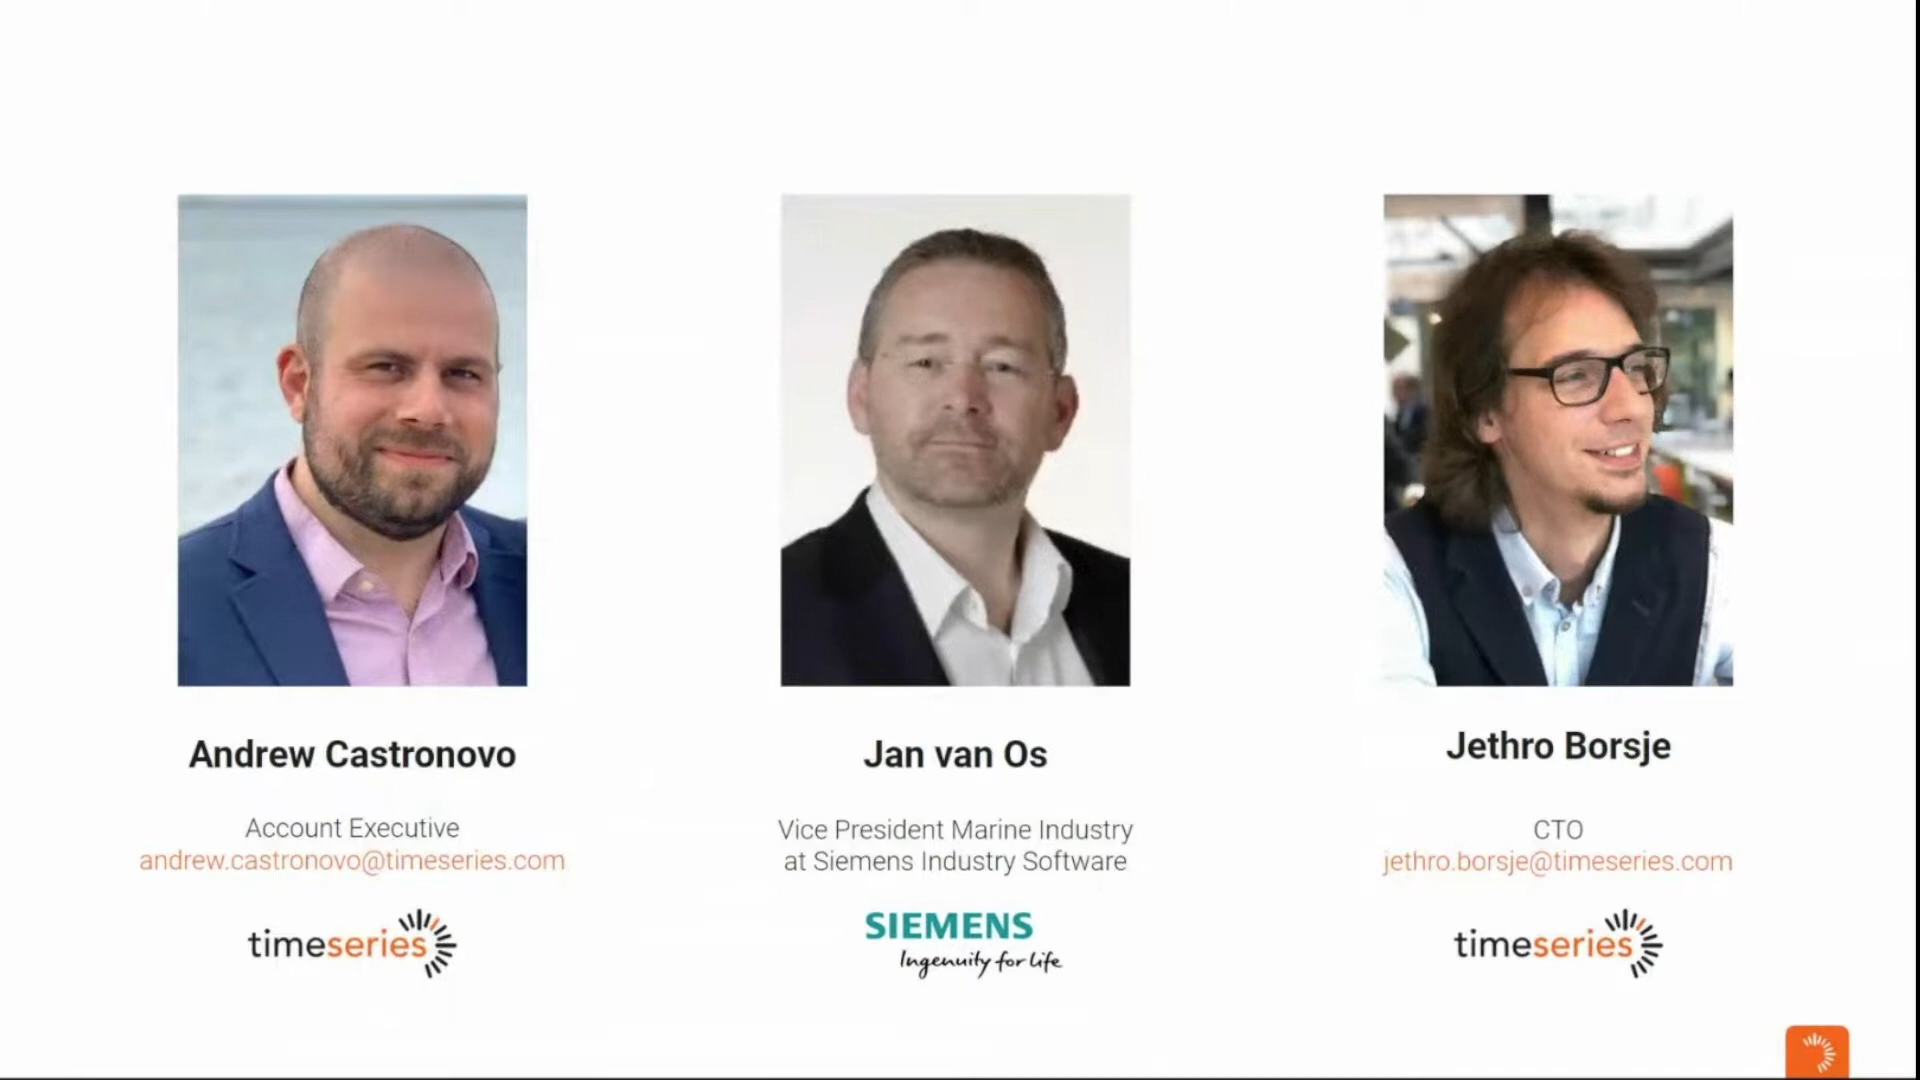 Andrew Castronovo
Account Executive
andrew.castronovo@timeseries.com
timeseries
Jan van Os
Vice President Marine Industry
at Siemens Industry Software
SIEMENS
Ingenuity for life
Jethro Borsje
CTO
jethro.borsje@timeseries.com
timeseries